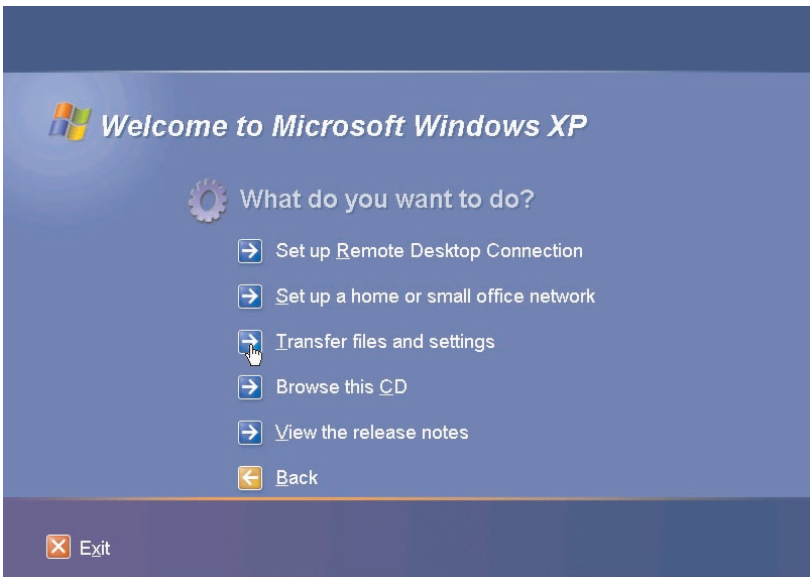 Welcome to Microsoft Windows XP
What do you want to do?
Set up Remote Desktop Connection
Set up a home or small office network
Transfer files and settings
Browse this CD
View the release notes
Back
Exit